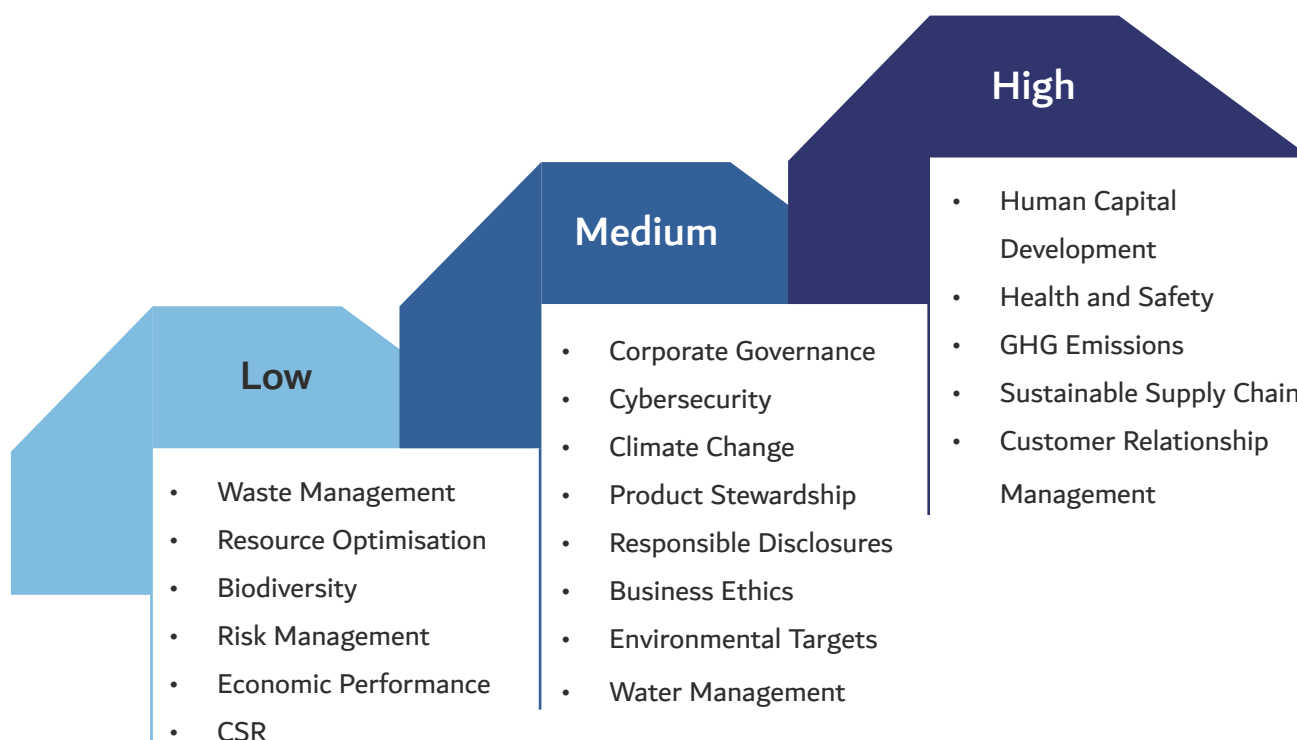 Low
• Waste Management
• Resource Optimisation
• Biodiversity
• Risk Management
• Economic Performance
• CSR
Medium
• Corporate Governance
• Cybersecurity
• Climate Change
• Product Stewardship
• Responsible Disclosures
• Business Ethics
• Environmental Targets
• Water Management
High
• Human Capital
Development
• Health and Safety
• GHG Emissions
• Sustainable Supply Chain
• Customer Relationship
Management